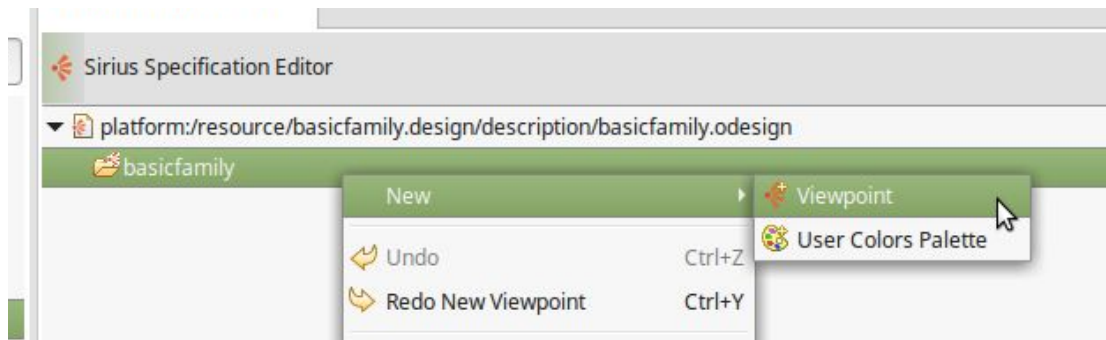 Sirius Specification Editor
platform:/resource/basicfamily.design/description/basicfamily.odesign
basicfamily
New
Viewpoint
User Colors Palette
Undo Ctrl+Z
Redo New Viewpoint Ctrl+Y